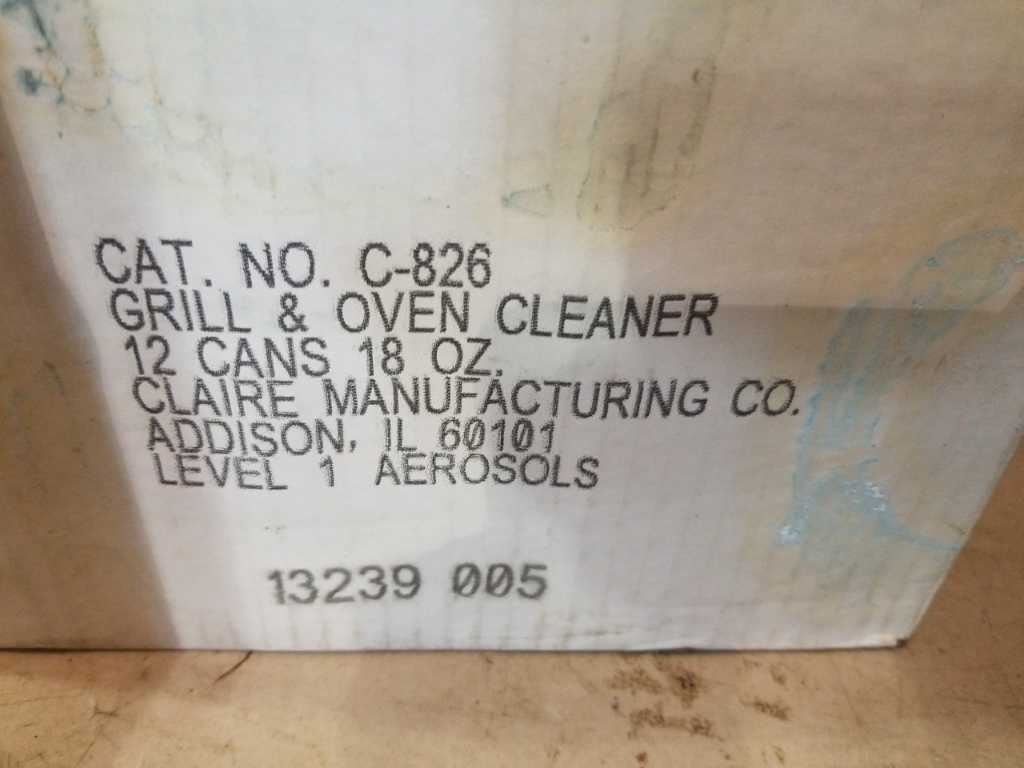 CAT. NO. C-826
GRILL & OVEN CLEANER
12 CANS 18 OZ.
CLAIRE MANUFACTURING CO.
ADDISON, IL 60101
LEVEL 1 AEROSOLS
13239 005